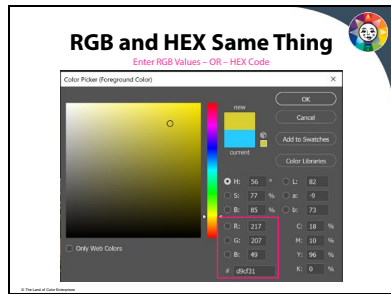 RGB and HEX Same Thing
Enter RGB Values – OR – HEX Code
Color Picker (Foreground Color)
new
current
OK
Cancel
Add to Swatches
Color Libraries
H: 56 °
L: 82
S: 77 %
a: -9
B: 85 %
b: 73
R: 217
C: 18 %
G: 207
M: 10 %
B: 49
Y: 96 %
# d9cf31
K: 0 %
Only Web Colors
© The Land of Color Enterprises